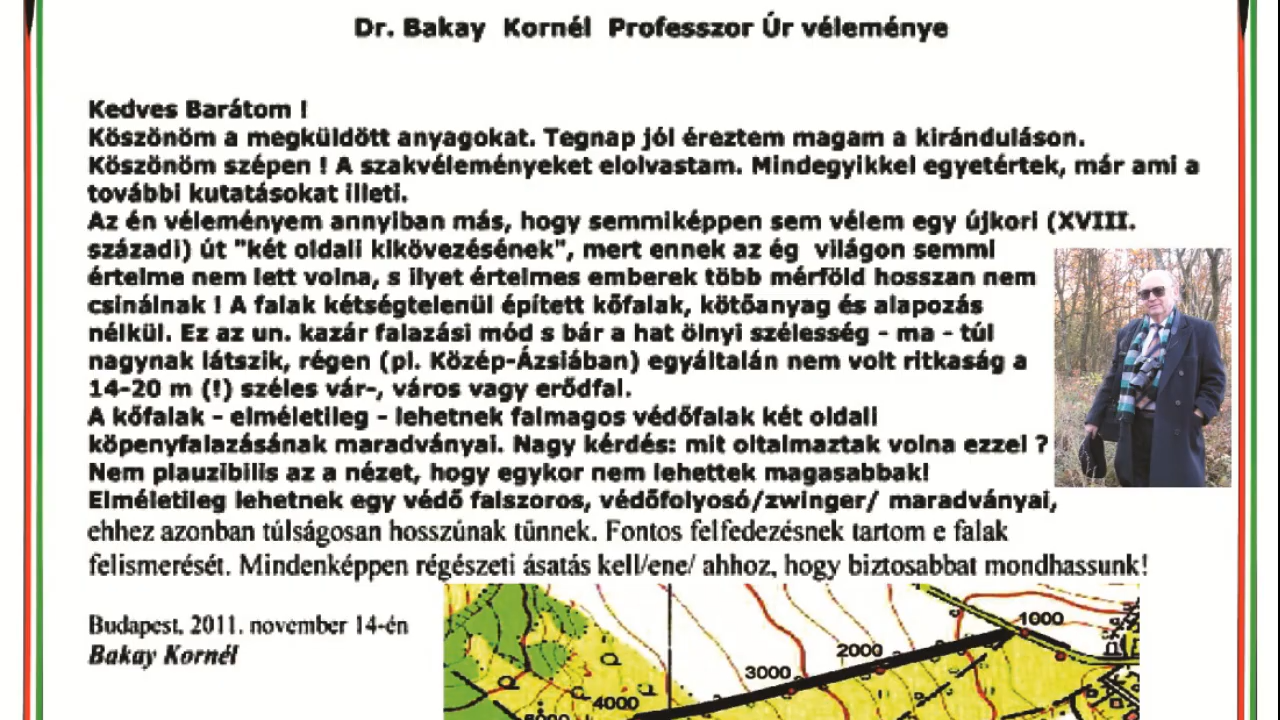 Dr. Bakay Kornél Professzor Úr véleménye
Kedves Barátom !
Köszönöm a megküldött anyagokat. Tegnap jól éreztem magam a kiránduláson.
Köszönöm szépen ! A szakvéleményeket elolvastam. Mindegyikkel egyetértek, már ami a
további kutatásokat illeti.
Az én véleményem annyiban más, hogy semmiképpen sem vélem egy újkori (XVIII.
századi) út "két oldali kikövezésének", mert ennek az ég világon semmi
értelme nem lett volna, s ilyet értelmes emberek több mérföld hosszan nem
csinálnak ! A falak kétségtelenül épített kőfalak, kötőanyag és alapozás
nélkül. Ez az un. kazár falazási mód s bár a hat ölnyi szélesség - ma - túl
nagynak látszik, régen (pl. Közép-Ázsiában) egyáltalán nem volt ritkaság a
14-20 m (!) széles vár-, város vagy erődfal.
A kőfalak - elméletileg - lehetnek falmagos védőfalak két oldali
köpenyfalazásának maradványai. Nagy kérdés: mit oltalmaztak volna ezzel ?
Nem plauzibilis az a nézet, hogy egykor nem lehettek magasabbak!
Elméletileg lehetnek egy védő falszoros, védőfolyosó/zwinger/ maradványai,
ehhez azonban túlságosan hosszúnak tűnnek. Fontos felfedezésnek tartom e falak
felismerését. Mindenképpen régészeti ásatás kell/ene/ ahhoz, hogy biztosabbat mondhassunk!
Budapest, 2011. november 14-én
Bakay Kornél
1000
2000
3000
4000
5000